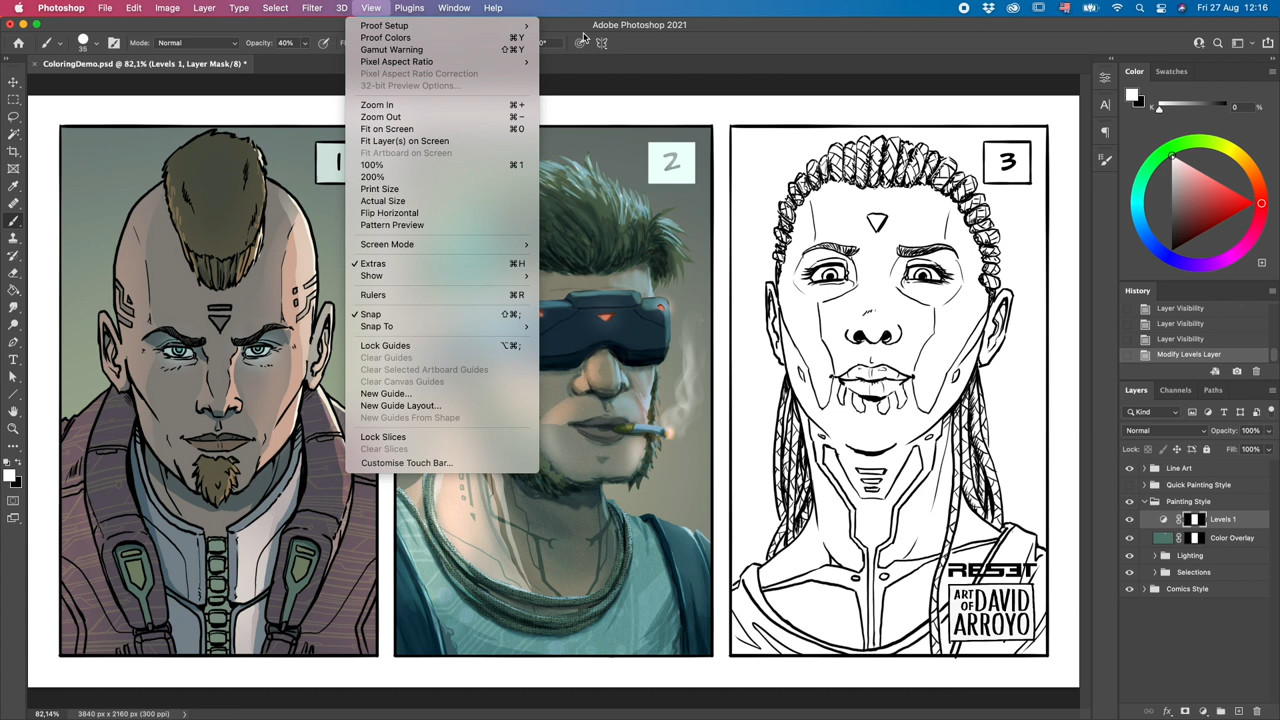 Photoshop File Edit Image Layer Type Select Filter 3D View Plugins Window Help Fri 27 Aug 12:16
Adobe Photoshop 2021
35 Mode: Normal Opacity: 40% Fl 0°
× ColoringDemo.psd @ 82,1% (Levels 1, Layer Mask/8) *
Proof Setup
Proof Colors ⌘Y
Gamut Warning ⇧⌘Y
Pixel Aspect Ratio
Pixel Aspect Ratio Correction
32-bit Preview Options...
Zoom In ⌘+
Zoom Out ⌘−
Fit on Screen ⌘0
Fit Layer(s) on Screen
Fit Artboard on Screen
100% ⌘1
200%
Print Size
Actual Size
Flip Horizontal
Pattern Preview
Screen Mode
✓ Extras ⌘H
Show
Rulers ⌘R
✓ Snap ⇧⌘;
Snap To
Lock Guides ⌥⌘;
Clear Guides
Clear Selected Artboard Guides
Clear Canvas Guides
New Guide...
New Guide Layout...
New Guides From Shape
Lock Slices
Clear Slices
Customise Touch Bar...
1
2
3
RES3T
ART OF DAVID ARROYO
Color Swatches
K 0 %
History
Layer Visibility
Layer Visibility
Layer Visibility
Modify Levels Layer
Layers Channels Paths
Kind
Normal Opacity: 100%
Lock: Fill: 100%
Line Art
Quick Painting Style
Painting Style
Levels 1
Color Overlay
Lighting
Selections
Comics Style
82,14% 3840 px x 2160 px (300 ppi)